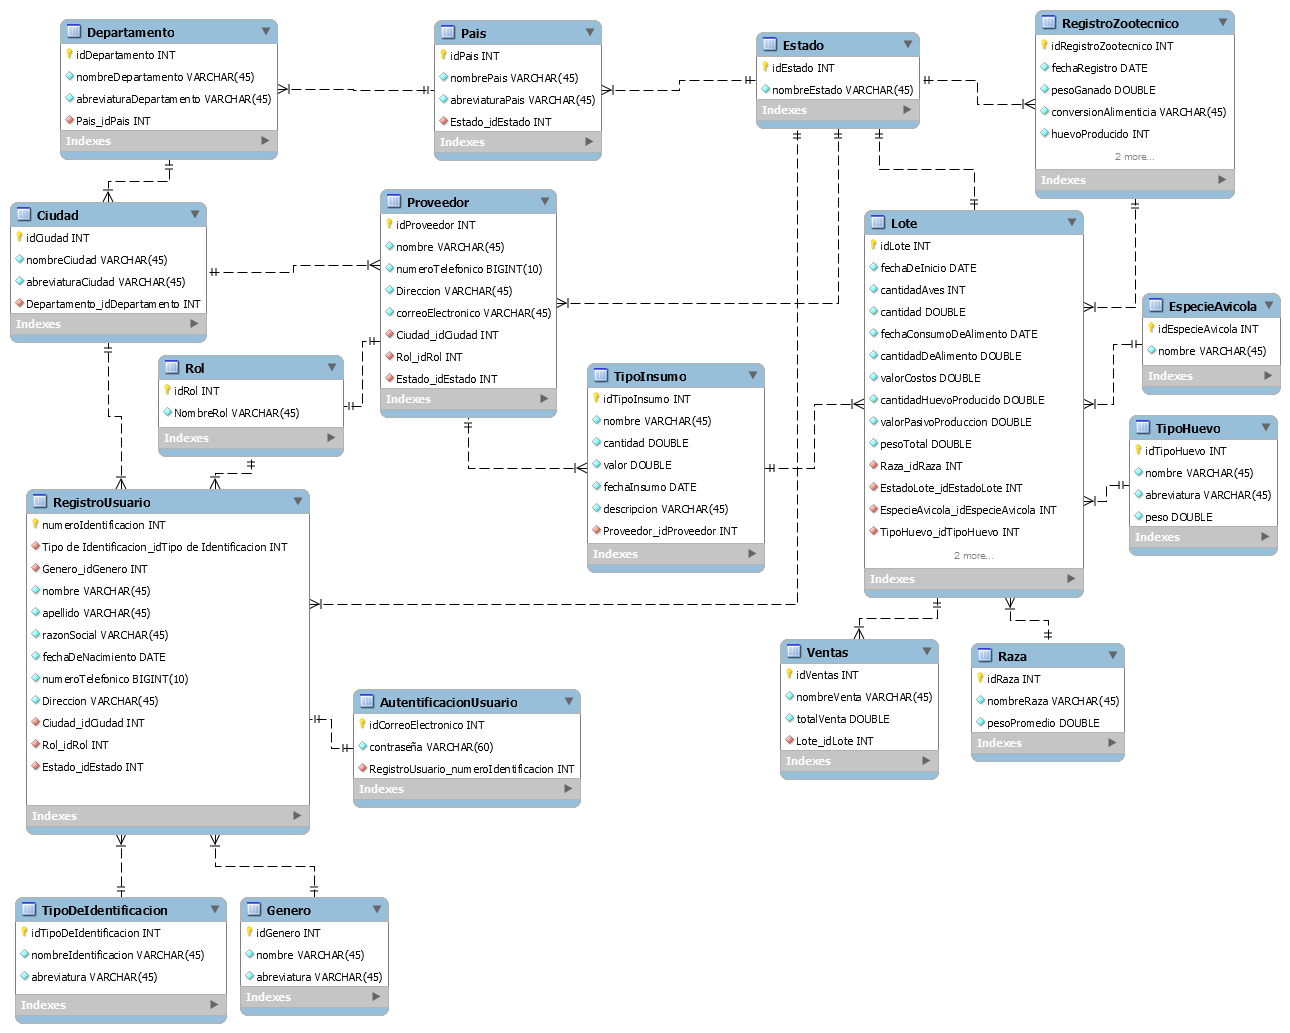 Departamento
idDepartamento INT
nombreDepartamento VARCHAR(45)
abreviaturaDepartamento VARCHAR(45)
Pais_idPais INT
Indexes
Pais
idPais INT
nombrePais VARCHAR(45)
abreviaturaPais VARCHAR(45)
Estado_idEstado INT
Indexes
Estado
idEstado INT
nombreEstado VARCHAR(45)
Indexes
RegistroZootecnico
idRegistroZootecnico INT
fechaRegistro DATE
pesoGanado DOUBLE
conversionAlimenticia VARCHAR(45)
huevoProducido INT
2 more...
Indexes
Ciudad
idCiudad INT
nombreCiudad VARCHAR(45)
abreviaturaCiudad VARCHAR(45)
Departamento_idDepartamento INT
Indexes
Proveedor
idProveedor INT
nombre VARCHAR(45)
numeroTelefonico BIGINT(10)
Direccion VARCHAR(45)
correoElectronico VARCHAR(45)
Ciudad_idCiudad INT
Rol_idRol INT
Estado_idEstado INT
Indexes
Lote
idLote INT
fechaDeInicio DATE
cantidadAves INT
cantidad DOUBLE
fechaConsumoDeAlimento DATE
cantidadDeAlimento DOUBLE
valorCostos DOUBLE
cantidadHuevoProducido DOUBLE
valorPasivoProduccion DOUBLE
pesoTotal DOUBLE
Raza_idRaza INT
EstadoLote_idEstadoLote INT
EspecieAvicola_idEspecieAvicola INT
TipoHuevo_idTipoHuevo INT
2 more...
Indexes
EspecieAvicola
idEspecieAvicola INT
nombre VARCHAR(45)
Indexes
Rol
idRol INT
NombreRol VARCHAR(45)
Indexes
TipoInsumo
idTipoInsumo INT
nombre VARCHAR(45)
cantidad DOUBLE
valor DOUBLE
fechaInsumo DATE
descripcion VARCHAR(45)
Proveedor_idProveedor INT
Indexes
TipoHuevo
idTipoHuevo INT
nombre VARCHAR(45)
abreviatura VARCHAR(45)
peso DOUBLE
Indexes
RegistroUsuario
numeroIdentificacion INT
Tipo de Identificacion_idTipo de Identificacion INT
Genero_idGenero INT
nombre VARCHAR(45)
apellido VARCHAR(45)
razonSocial VARCHAR(45)
fechaDeNacimiento DATE
numeroTelefonico BIGINT(10)
Direccion VARCHAR(45)
Ciudad_idCiudad INT
Rol_idRol INT
Estado_idEstado INT
Indexes
AutentificacionUsuario
idCorreoElectronico INT
contraseña VARCHAR(60)
RegistroUsuario_numeroIdentificacion INT
Indexes
Ventas
idVentas INT
nombreVenta VARCHAR(45)
totalVenta DOUBLE
Lote_idLote INT
Indexes
Raza
idRaza INT
nombreRaza VARCHAR(45)
pesoPromedio DOUBLE
Indexes
TipoDeIdentificacion
idTipoDeIdentificacion INT
nombreIdentificacion VARCHAR(45)
abreviatura VARCHAR(45)
Indexes
Genero
idGenero INT
nombre VARCHAR(45)
abreviatura VARCHAR(45)
Indexes